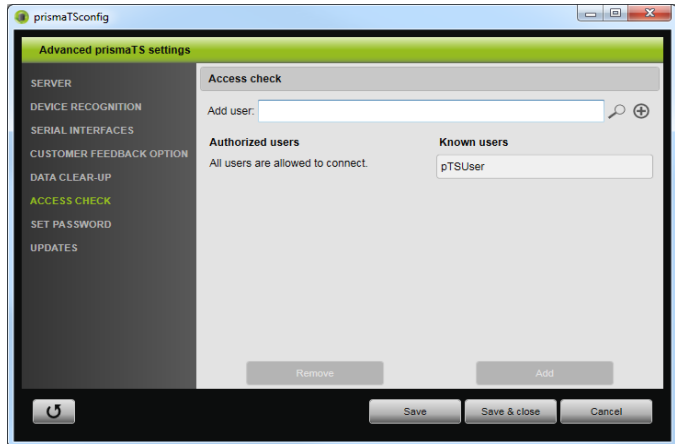 prismaTSconfig
Advanced prismaTS settings
SERVER
DEVICE RECOGNITION
SERIAL INTERFACES
CUSTOMER FEEDBACK OPTION
DATA CLEAR-UP
ACCESS CHECK
SET PASSWORD
UPDATES
Access check
Add user:
Authorized users
All users are allowed to connect.
Known users
pTSUser
Remove
Add
Save
Save & close
Cancel